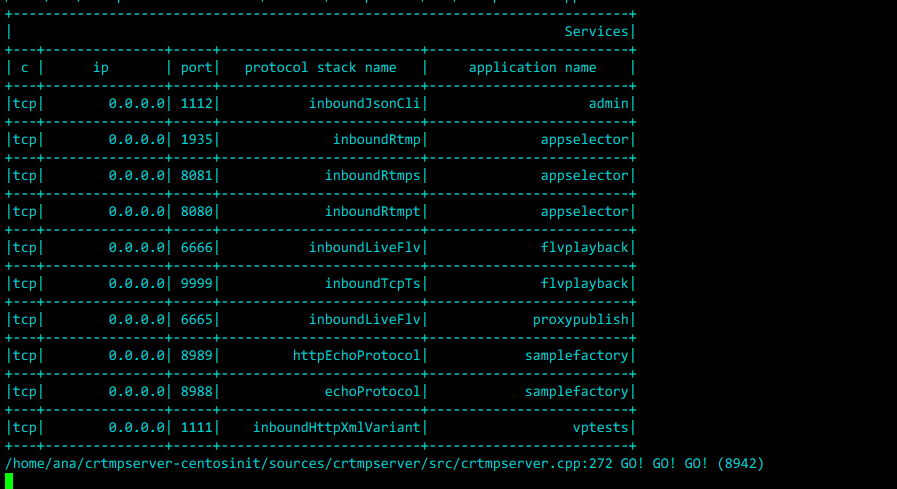 +---+---------------+-----+--------------------------+-------------------------+
|                                                                     Services|
+---+---------------+-----+--------------------------+-------------------------+
| c |      ip       | port|   protocol stack name    |     application name    |
+---+---------------+-----+--------------------------+-------------------------+
|tcp|        0.0.0.0| 1112|            inboundJsonCli|                    admin|
+---+---------------+-----+--------------------------+-------------------------+
|tcp|        0.0.0.0| 1935|               inboundRtmp|              appselector|
+---+---------------+-----+--------------------------+-------------------------+
|tcp|        0.0.0.0| 8081|              inboundRtmps|              appselector|
+---+---------------+-----+--------------------------+-------------------------+
|tcp|        0.0.0.0| 8080|              inboundRtmpt|              appselector|
+---+---------------+-----+--------------------------+-------------------------+
|tcp|        0.0.0.0| 6666|            inboundLiveFlv|              flvplayback|
+---+---------------+-----+--------------------------+-------------------------+
|tcp|        0.0.0.0| 9999|              inboundTcpTs|              flvplayback|
+---+---------------+-----+--------------------------+-------------------------+
|tcp|        0.0.0.0| 6665|            inboundLiveFlv|             proxypublish|
+---+---------------+-----+--------------------------+-------------------------+
|tcp|        0.0.0.0| 8989|          httpEchoProtocol|            samplefactory|
+---+---------------+-----+--------------------------+-------------------------+
|tcp|        0.0.0.0| 8988|              echoProtocol|            samplefactory|
+---+---------------+-----+--------------------------+-------------------------+
|tcp|        0.0.0.0| 1111|     inboundHttpXmlVariant|                  vptests|
+---+---------------+-----+--------------------------+-------------------------+
/home/ana/crtmpserver-centosinit/sources/crtmpserver/src/crtmpserver.cpp:272 GO! GO! GO! (8942)